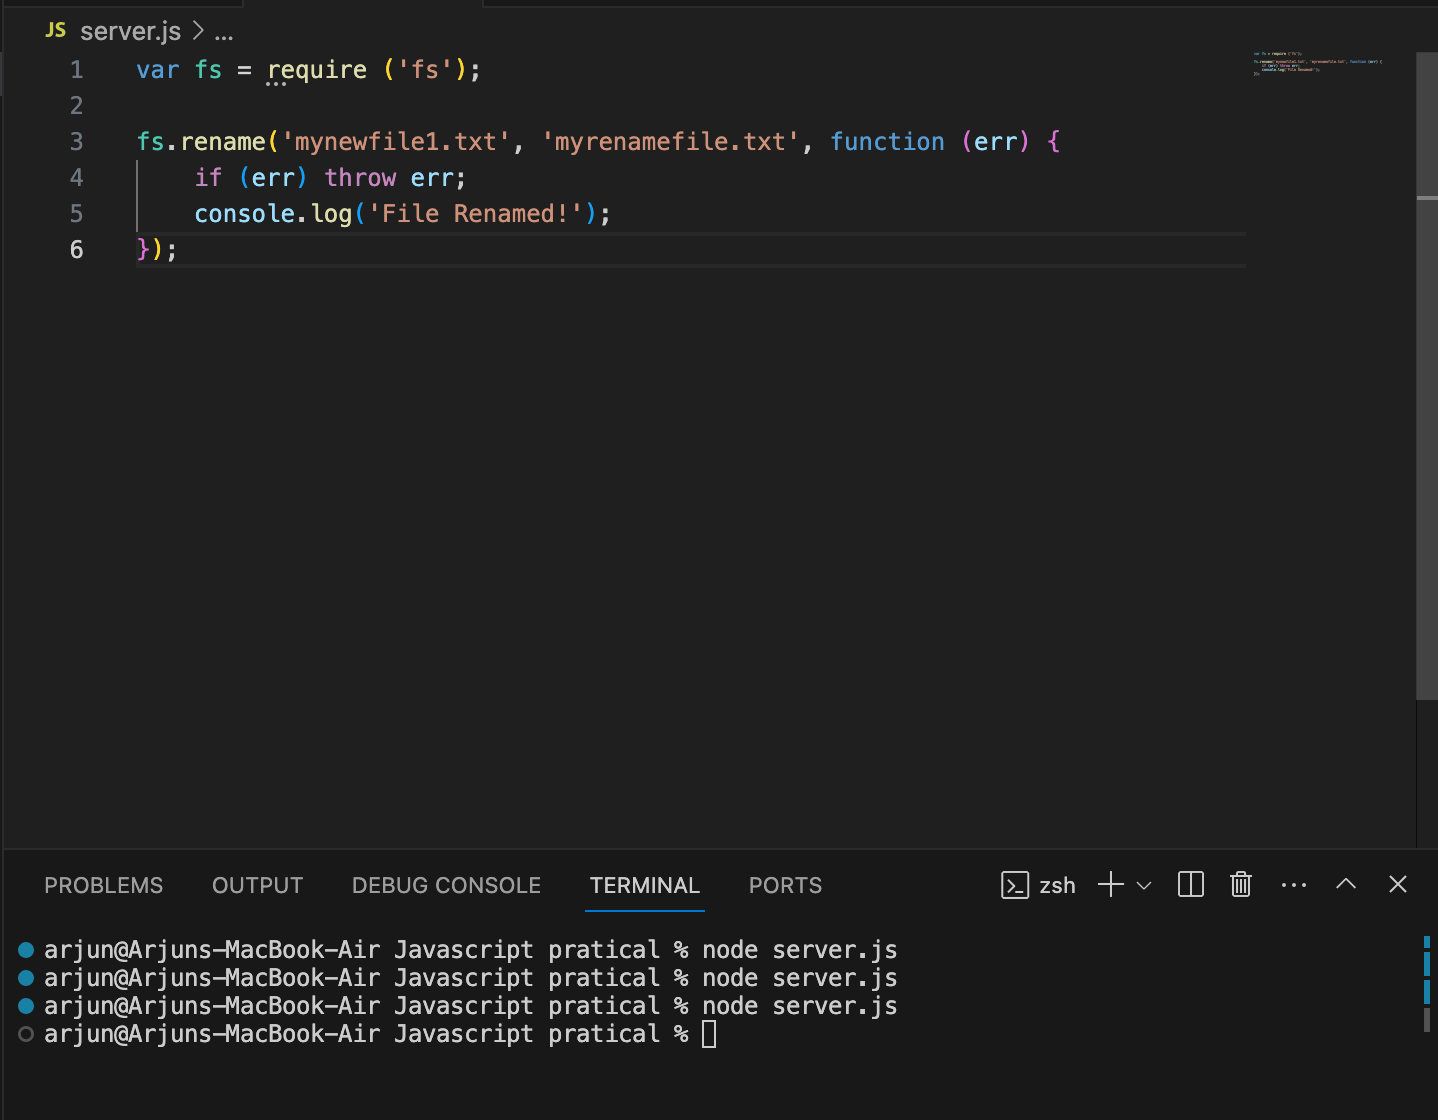 JS server.js > ...
1 var fs = require ('fs');
2
3 fs.rename('mynewfile1.txt', 'myrenamefile.txt', function (err) {
4 if (err) throw err;
5 console.log('File Renamed!');
6 });
PROBLEMS OUTPUT DEBUG CONSOLE TERMINAL PORTS zsh
arjun@Arjuns-MacBook-Air Javascript pratical % node server.js
arjun@Arjuns-MacBook-Air Javascript pratical % node server.js
arjun@Arjuns-MacBook-Air Javascript pratical % node server.js
arjun@Arjuns-MacBook-Air Javascript pratical %